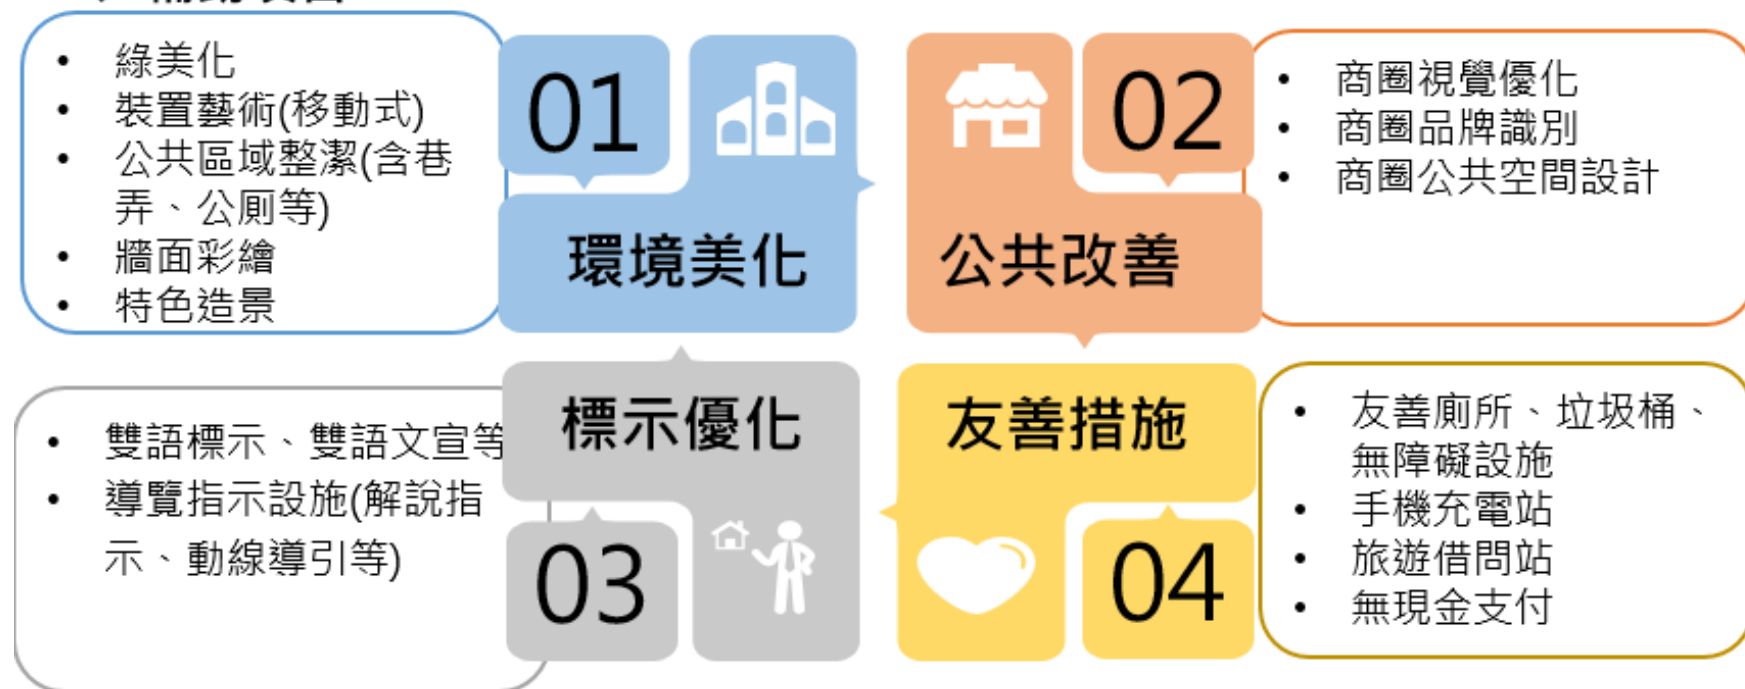 • 綠美化
• 裝置藝術(移動式)
• 公共區域整潔(含巷
弄、公厠等)
• 牆面彩繪
• 特色造景
01
環境美化
02
公共改善
• 商圈視覺優化
• 商圈品牌識別
• 商圈公共空間設計
• 雙語標示、雙語文宣等
• 導覽指示設施(解說指
示、動線導引等)
標示優化
03
友善措施
04
• 友善廁所、垃圾桶、
無障礙設施
• 手機充電站
• 旅遊借問站
• 無現金支付